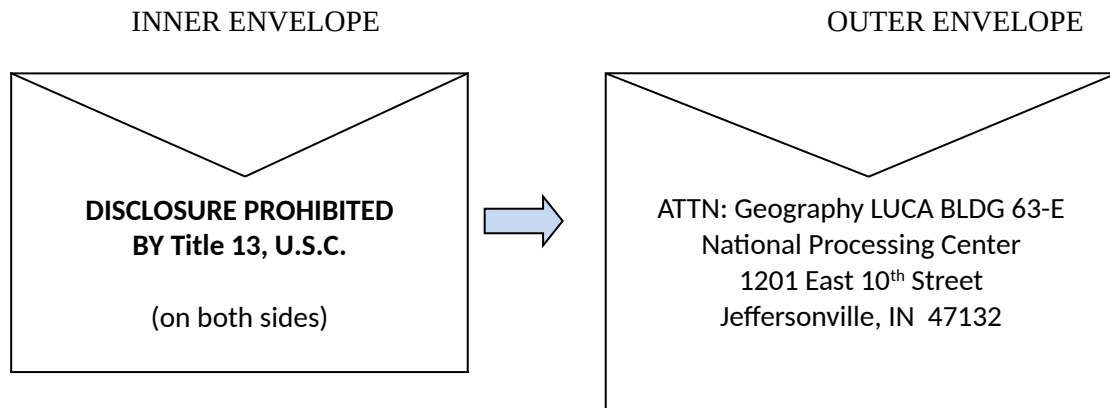 INNER ENVELOPE
OUTER ENVELOPE
DISCLOSURE PROHIBITED
BY Title 13, U.S.C.
(on both sides)
ATTN: Geography LUCA BLDG 63-E
National Processing Center
1201 East 10th Street
Jeffersonville, IN 47132